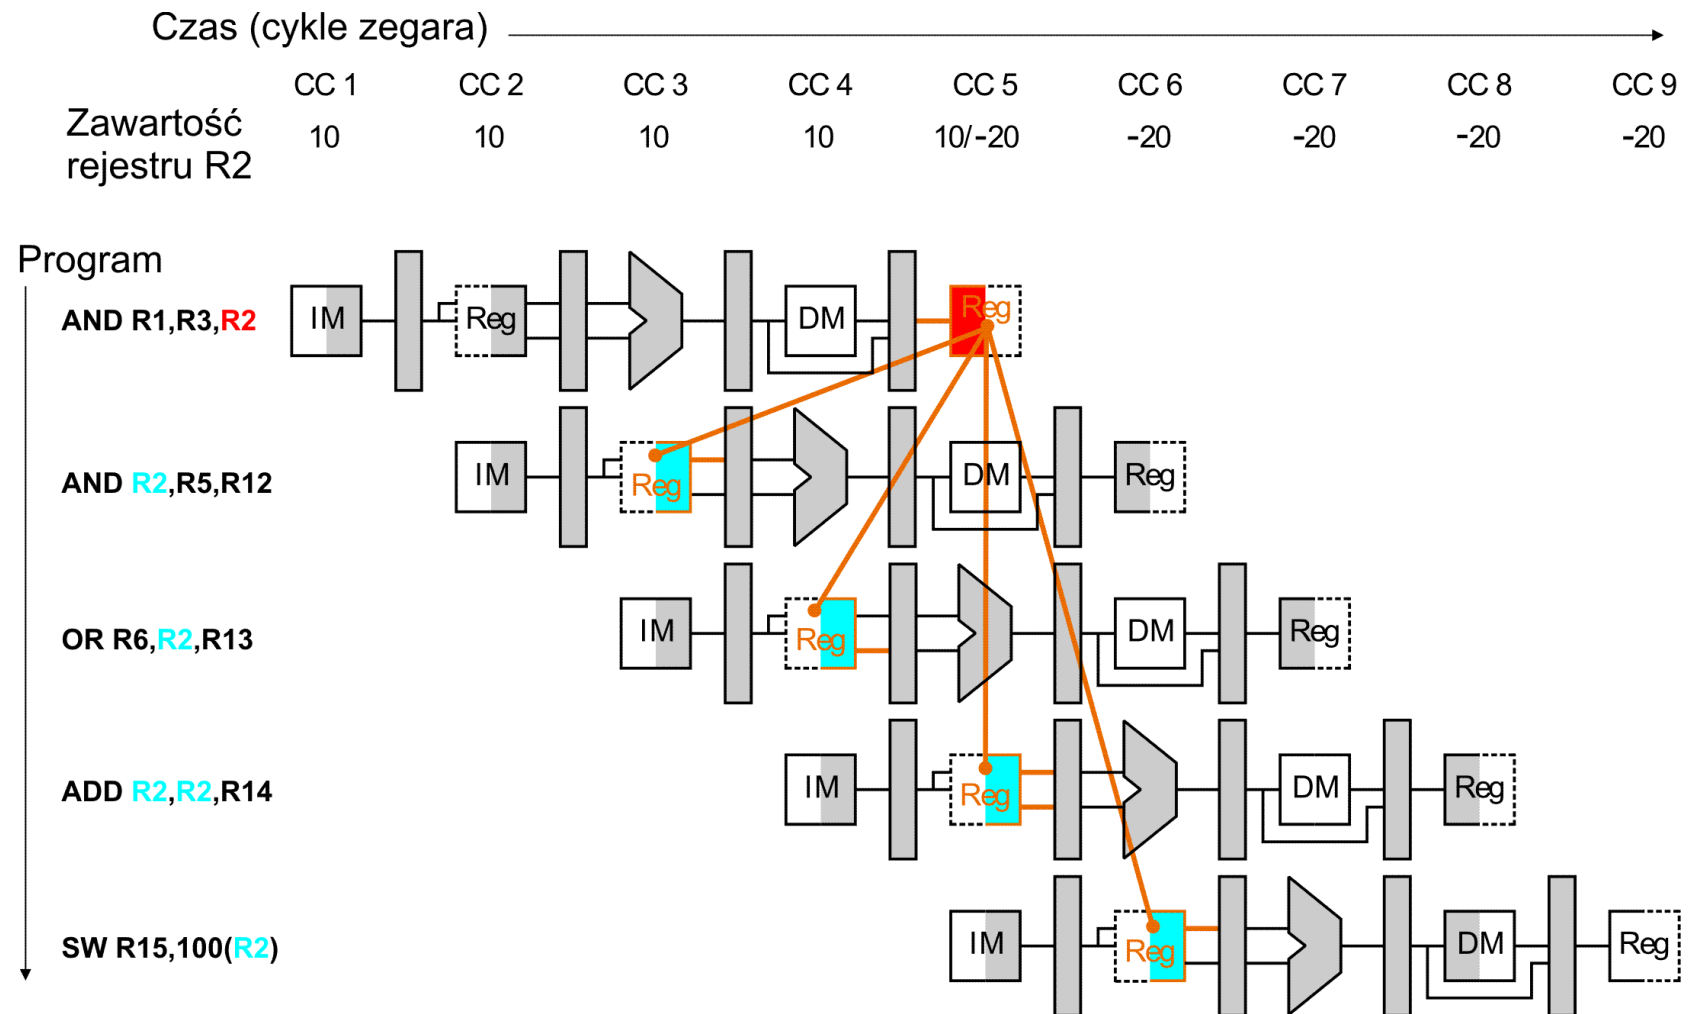 Czas (cykle zegara)
CC 1 CC 2 CC 3 CC 4 CC 5 CC 6 CC 7 CC 8 CC 9
Zawartość
rejestru R2
10 10 10 10 10/-20 -20 -20 -20 -20
Program
AND R1,R3,R2 IM Reg DM Reg
AND R2,R5,R12 IM Reg DM Reg
OR R6,R2,R13 IM Reg DM Reg
ADD R2,R2,R14 IM Reg DM Reg
SW R15,100(R2) IM Reg DM Reg